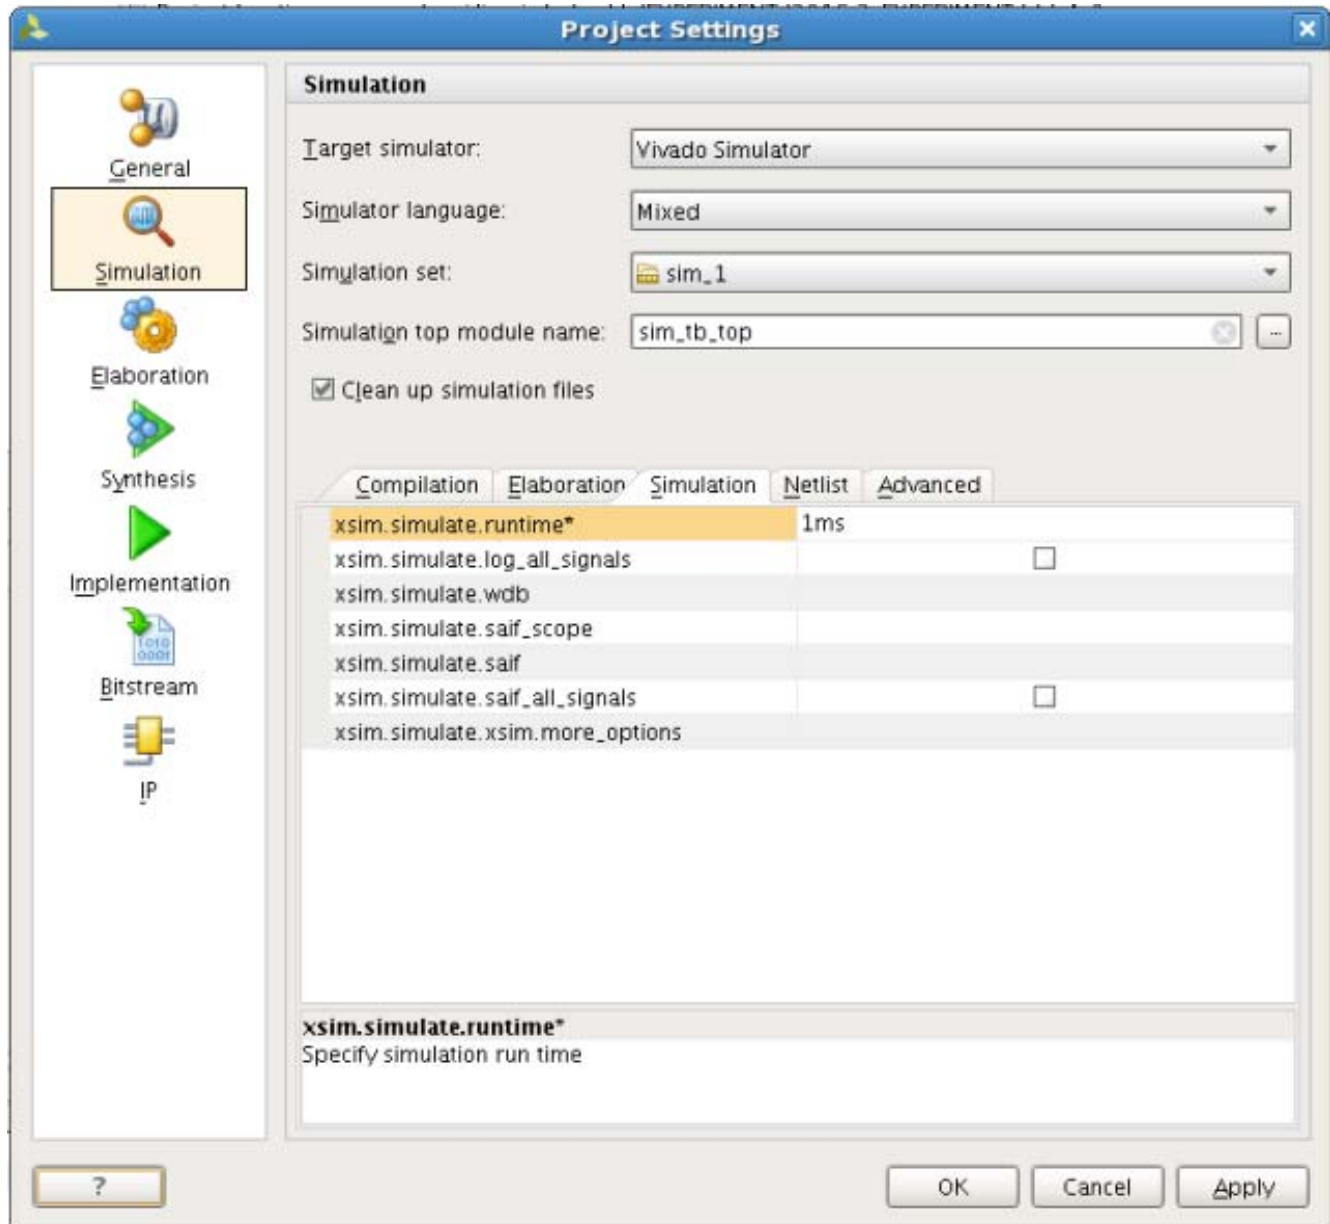 Project Settings
General
Simulation
Elaboration
Synthesis
Implementation
Bitstream
IP
Simulation
Target simulator: Vivado Simulator
Simulator language: Mixed
Simulation set: sim_1
Simulation top module name: sim_tb_top ...
Clean up simulation files
Compilation Elaboration Simulation Netlist Advanced
xsim.simulate.runtime* 1ms
xsim.simulate.log_all_signals
xsim.simulate.wdb
xsim.simulate.saif_scope
xsim.simulate.saif
xsim.simulate.saif_all_signals
xsim.simulate.xsim.more_options
xsim.simulate.runtime*
Specify simulation run time
? OK Cancel Apply